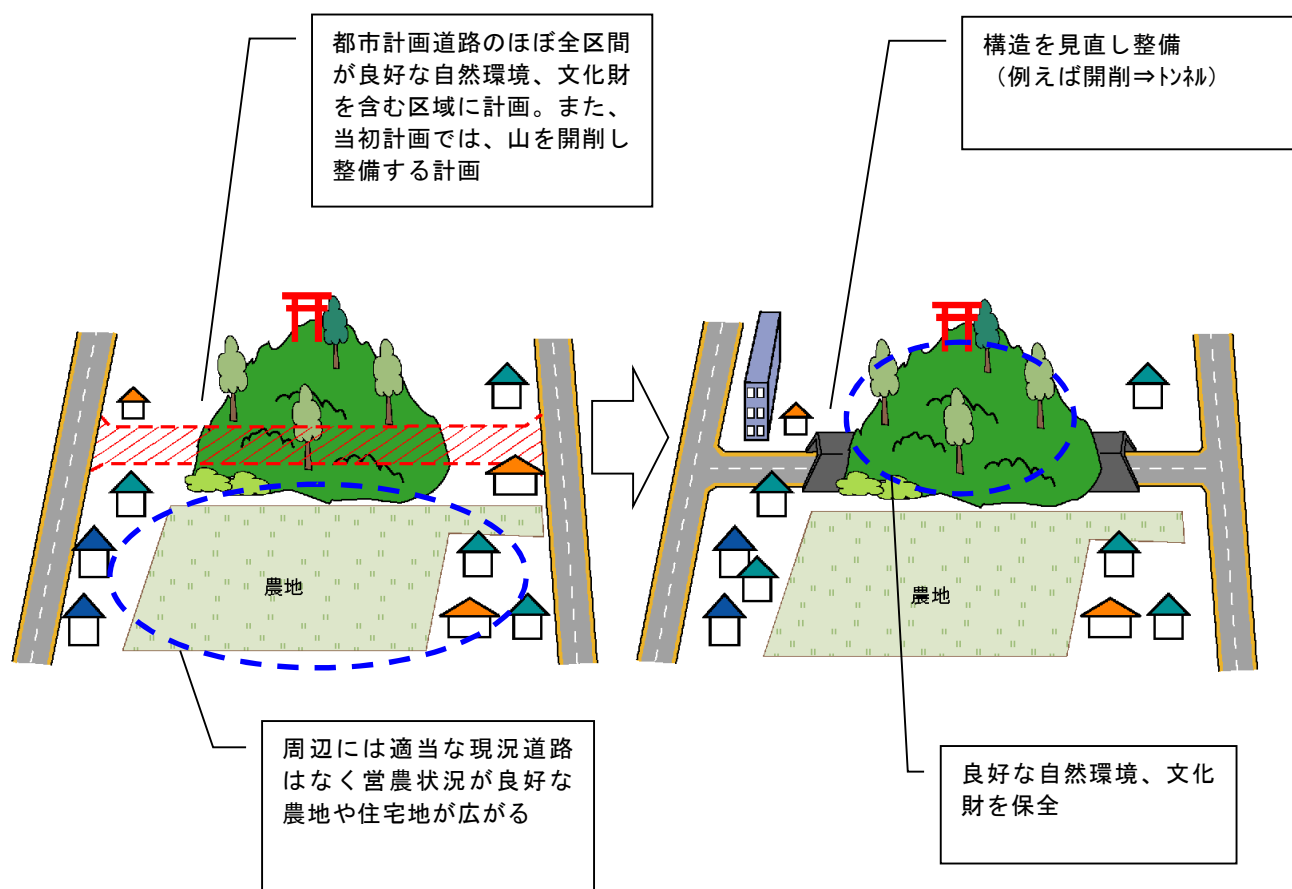 都市計画道路のほぼ全区間
が良好な自然環境、文化財
を含む区域に計画。また、
当初計画では、山を開削し
整備する計画
構造を見直し整備
（例えば開削⇒ﾄﾝﾈﾙ）
農地
農地
周辺には適当な現況道路
はなく営農状況が良好な
農地や住宅地が広がる
良好な自然環境、文化
財を保全